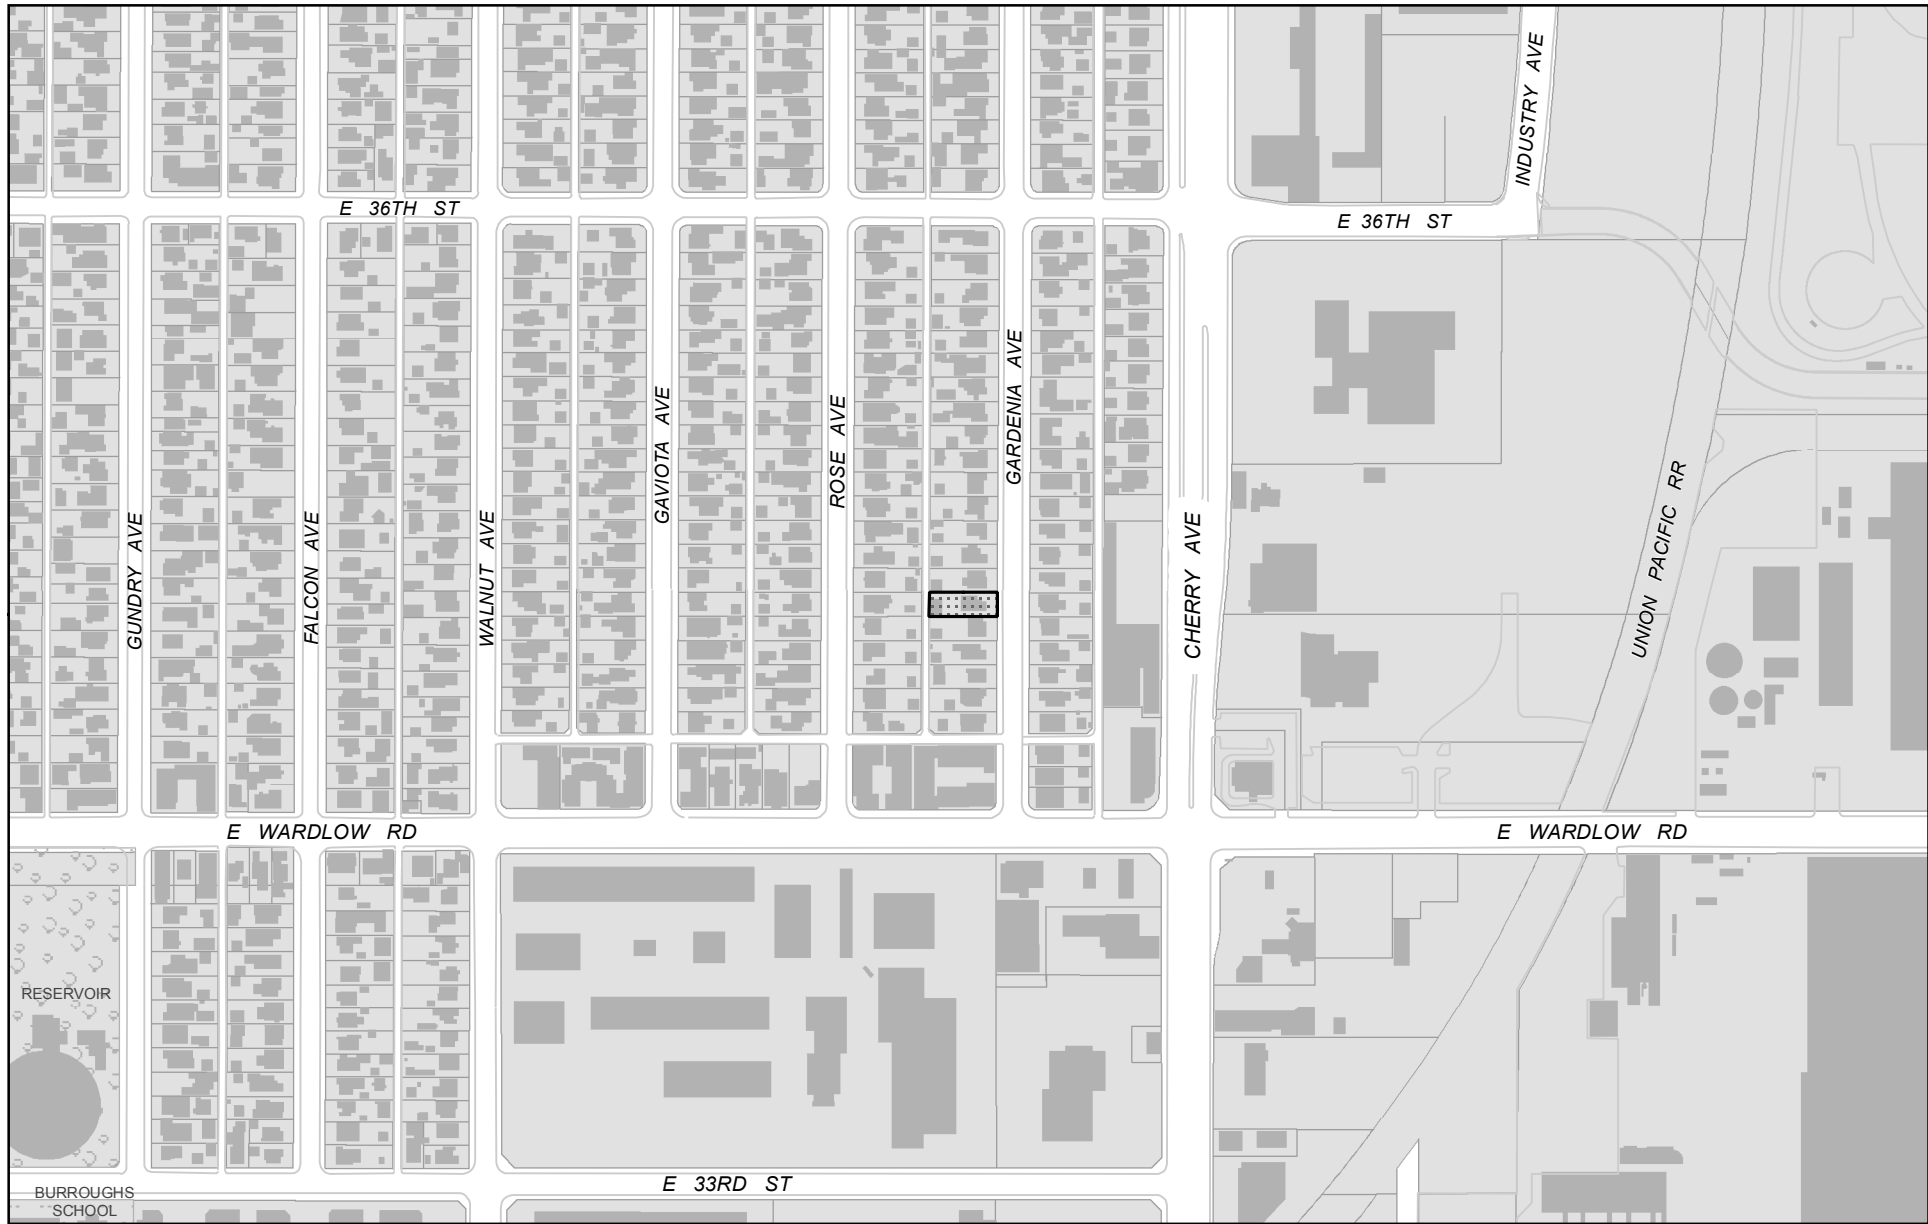 INDUSTRY AVE
E 36TH ST
E 36TH ST
GARDENIA AVE
GAVIOTA AVE
ROSE AVE
UNION PACIFIC RR
GUNDRY AVE
FALCON AVE
WALNUT AVE
CHERRY AVE
E WARDLOW RD
E WARDLOW RD
RESERVOIR
E 33RD ST
BURROUGHS
SCHOOL